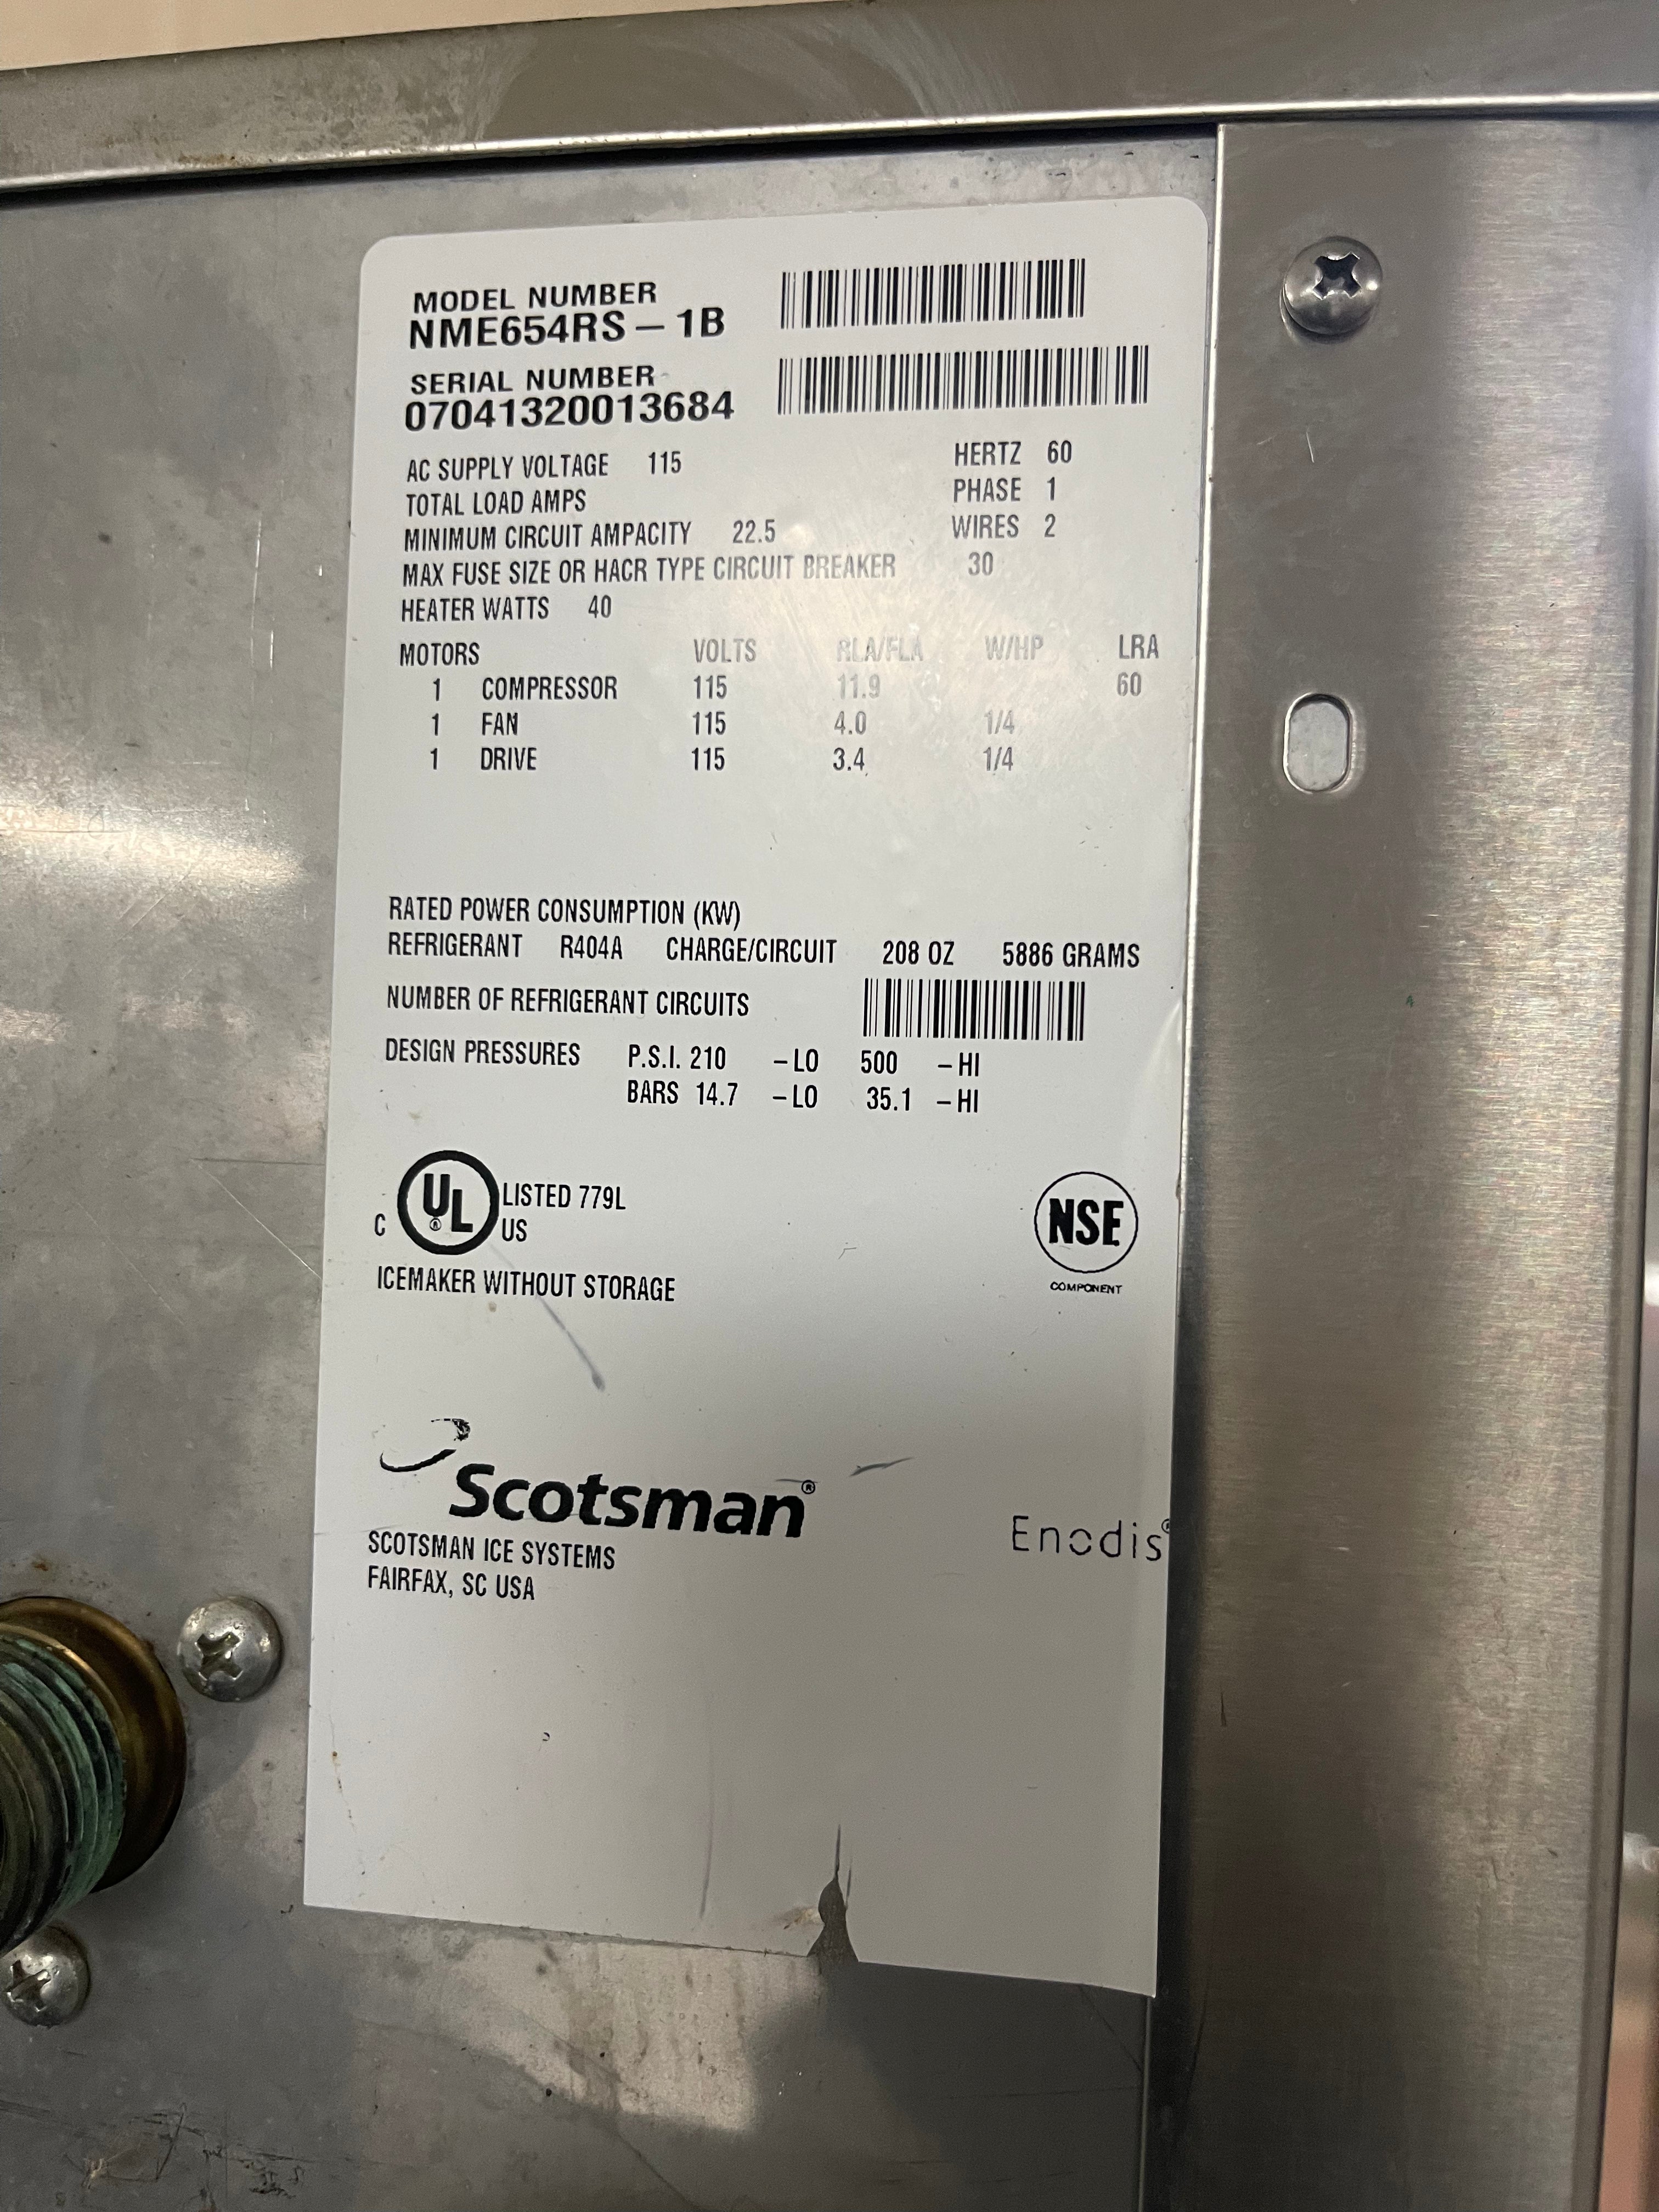 MODEL NUMBER
NME654RS – 1B
SERIAL NUMBER
07041320013684
AC SUPPLY VOLTAGE 115 HERTZ 60
TOTAL LOAD AMPS PHASE 1
MINIMUM CIRCUIT AMPACITY 22.5 WIRES 2
MAX FUSE SIZE OR HACR TYPE CIRCUIT BREAKER 30
HEATER WATTS 40
MOTORS VOLTS RLA/FLA W/HP LRA
1 COMPRESSOR 115 11.9 60
1 FAN 115 4.0 1/4
1 DRIVE 115 3.4 1/4
RATED POWER CONSUMPTION (KW)
REFRIGERANT R404A CHARGE/CIRCUIT 208 OZ 5886 GRAMS
NUMBER OF REFRIGERANT CIRCUITS
DESIGN PRESSURES P.S.I. 210 – LO 500 – HI
BARS 14.7 – LO 35.1 – HI
C UL® LISTED 779L
US
NSF
COMPONENT
ICEMAKER WITHOUT STORAGE
Scotsman®
Enodis®
SCOTSMAN ICE SYSTEMS
FAIRFAX, SC USA